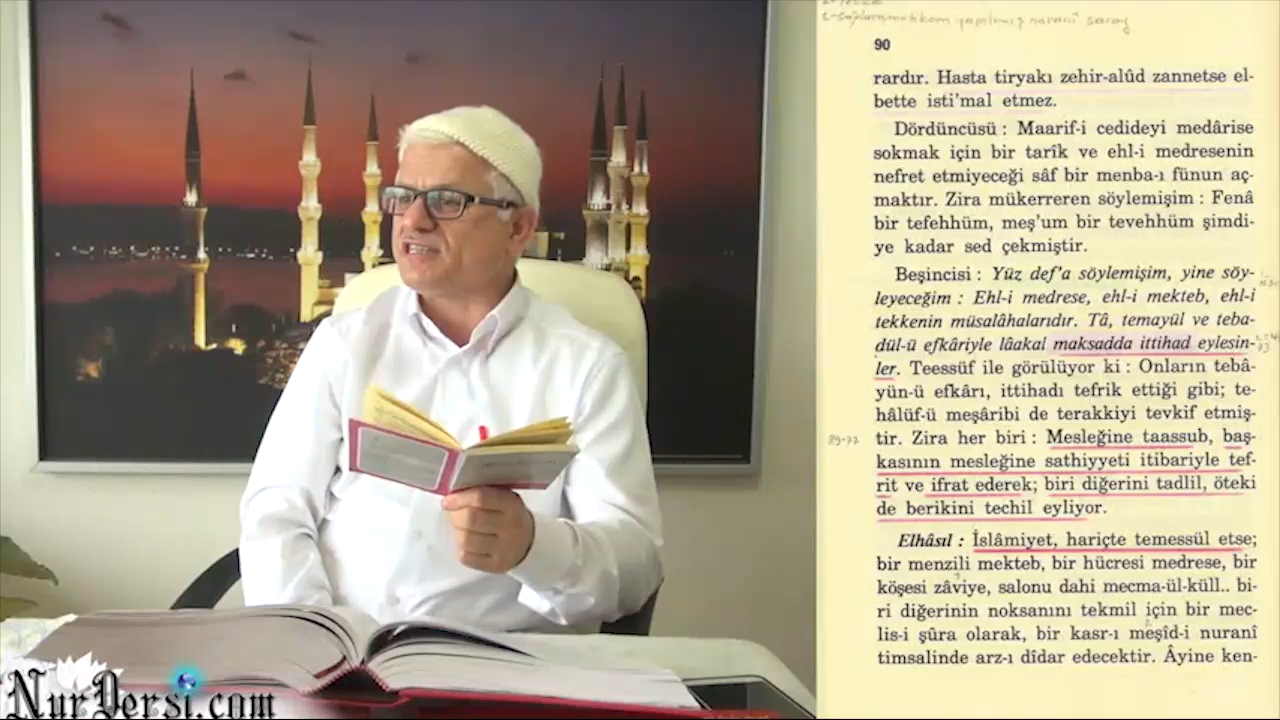 2-saplanmış mıhlam yapılmış nurani saray
90
rardır. Hasta tiryakı zehir-alûd zannetse el-
bette isti'mal etmez.
Dördüncüsü : Maarif-i cedideyi medârise
sokmak için bir tarîk ve ehl-i medresenin
nefret etmiyeceği sâf bir menba-ı fünun aç-
maktır. Zira mükerreren söylemişim : Fenâ
bir tefehhüm, meş'um bir tevehhüm şimdi-
ye kadar sed çekmiştir.
Beşincisi : Yüz def'a söylemişim, yine söy-
leyeceğim : Ehl-i medrese, ehl-i mekteb, ehl-i
tekkenin müsalâhalarıdır. Tâ, temayül ve teba-
dül-ü efkâriyle lâakal maksadda ittihad eylesin-
ler. Teessüf ile görülüyor ki : Onların tebâ-
yün-ü efkârı, ittihadı tefrik ettiği gibi; te-
hâlüf-ü meşâribi de terakkiyi tevkif etmiş-
tir. Zira her biri : Mesleğine taassub, baş-
89-77
kasının mesleğine sathiyyeti itibariyle tef-
rit ve ifrat ederek; biri diğerini tadlil, öteki
de berikini techil eyliyor.
Elhâsıl : İslâmiyet, hariçte temessül etse;
bir menzili mekteb, bir hücresi medrese, bir
köşesi zâviye, salonu dahi mecma-ül-küll.. bi-
ri diğerinin noksanını tekmil için bir mec-
lis-i şûra olarak, bir kasr-ı meşîd-i nuranî
timsalinde arz-ı dîdar edecektir. Âyine ken-
NurDersi.com